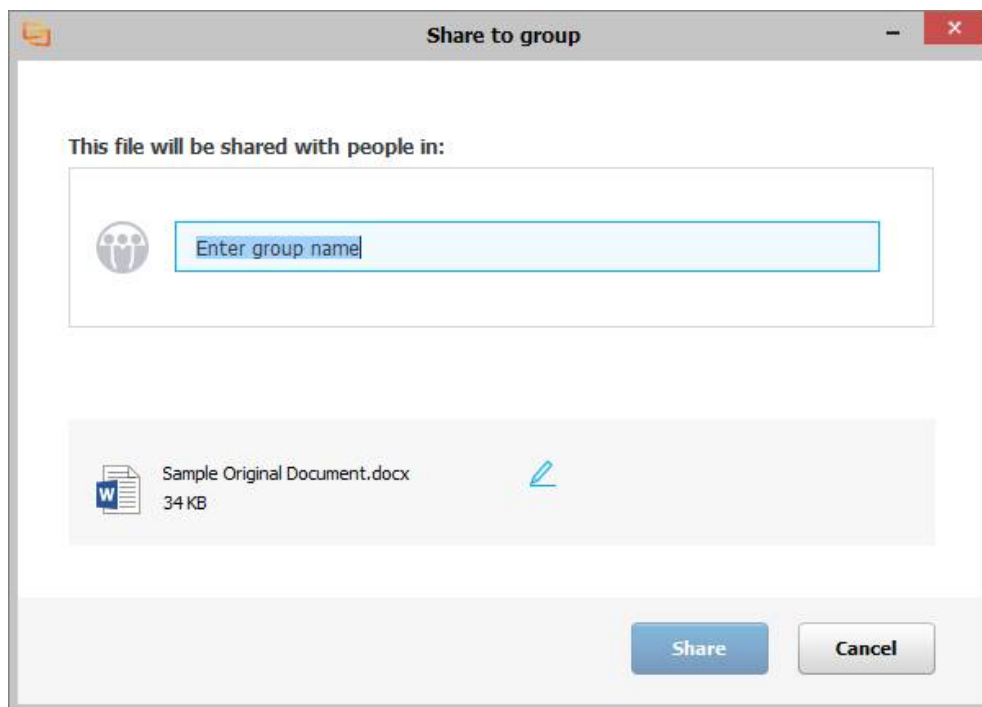 Share to group
This file will be shared with people in:
Enter group name
Sample Original Document.docx
W
34 KB
Share
Cancel